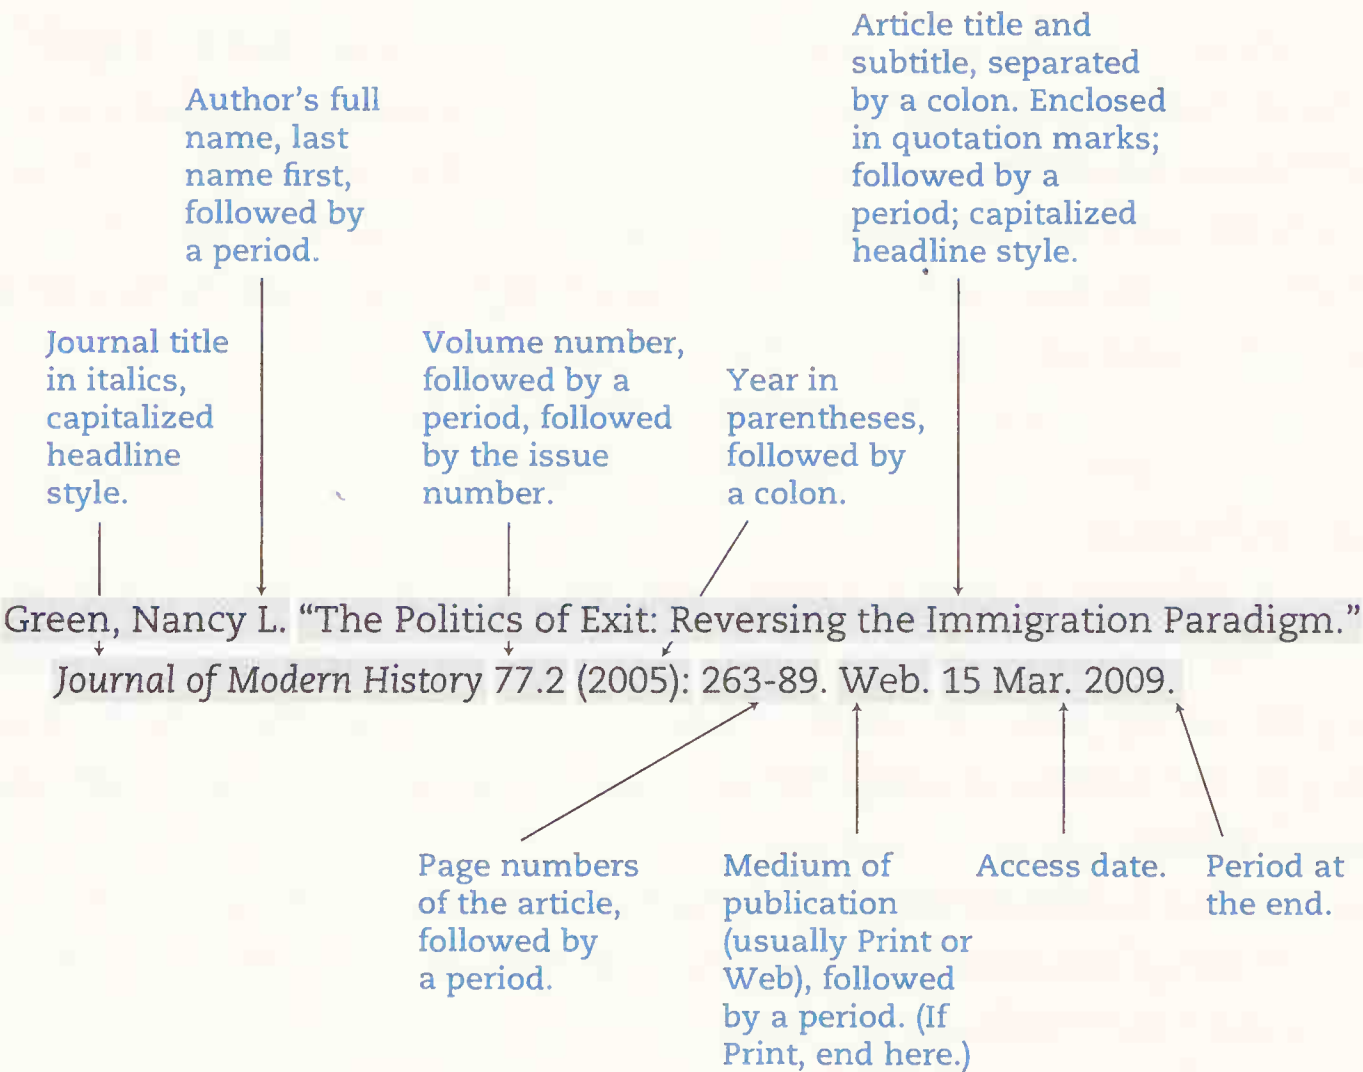 Article title and
subtitle, separated
by a colon. Enclosed
in quotation marks;
followed by a
period; capitalized
headline style.
Author's full
name, last
name first,
followed by
a period.
Journal title
in italics,
capitalized
headline
style.
Volume number,
followed by a
period, followed
by the issue
number.
Year in
parentheses,
followed by
a colon.
Green, Nancy L. “The Politics of Exit: Reversing the Immigration Paradigm.”
Journal of Modern History 77.2 (2005): 263-89. Web. 15 Mar. 2009.
Page numbers
of the article,
followed by
a period.
Medium of
publication
(usually Print or
Web), followed
by a period. (If
Print, end here.)
Access date.
Period at
the end.